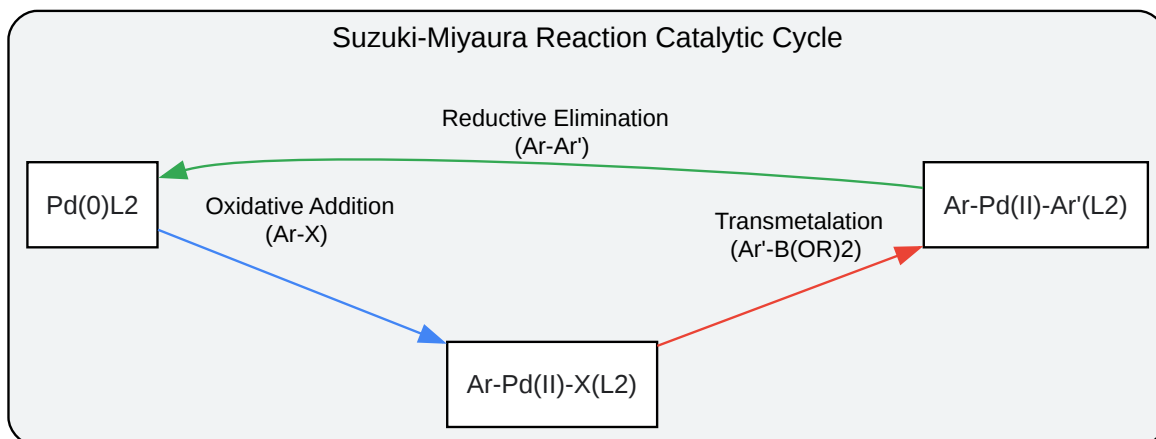 Suzuki-Miyaura Reaction Catalytic Cycle
Reductive Elimination
(Ar-Ar')
Pd(0)L2
Oxidative Addition
(Ar-X)
Transmetalation
(Ar'-B(OR)2)
Ar-Pd(II)-Ar'(L2)
Ar-Pd(II)-X(L2)